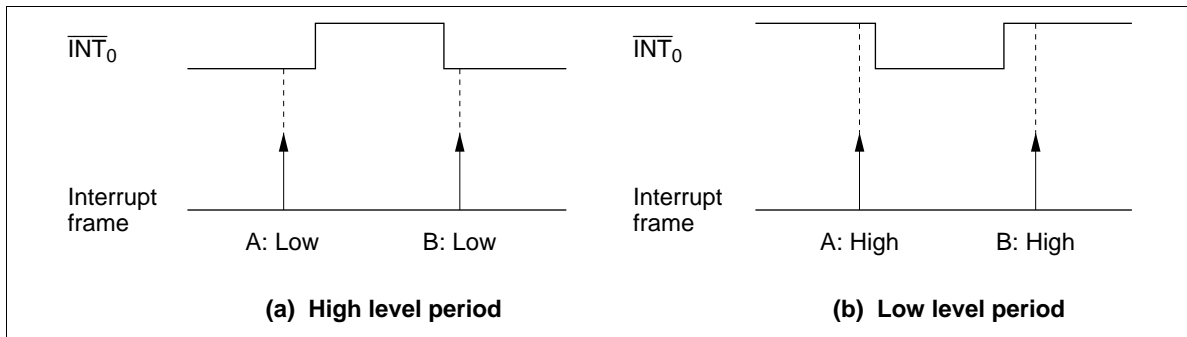 INT0
INT0
Interrupt
frame
Interrupt
frame
A: Low
B: Low
A: High
B: High
(a) High level period
(b) Low level period